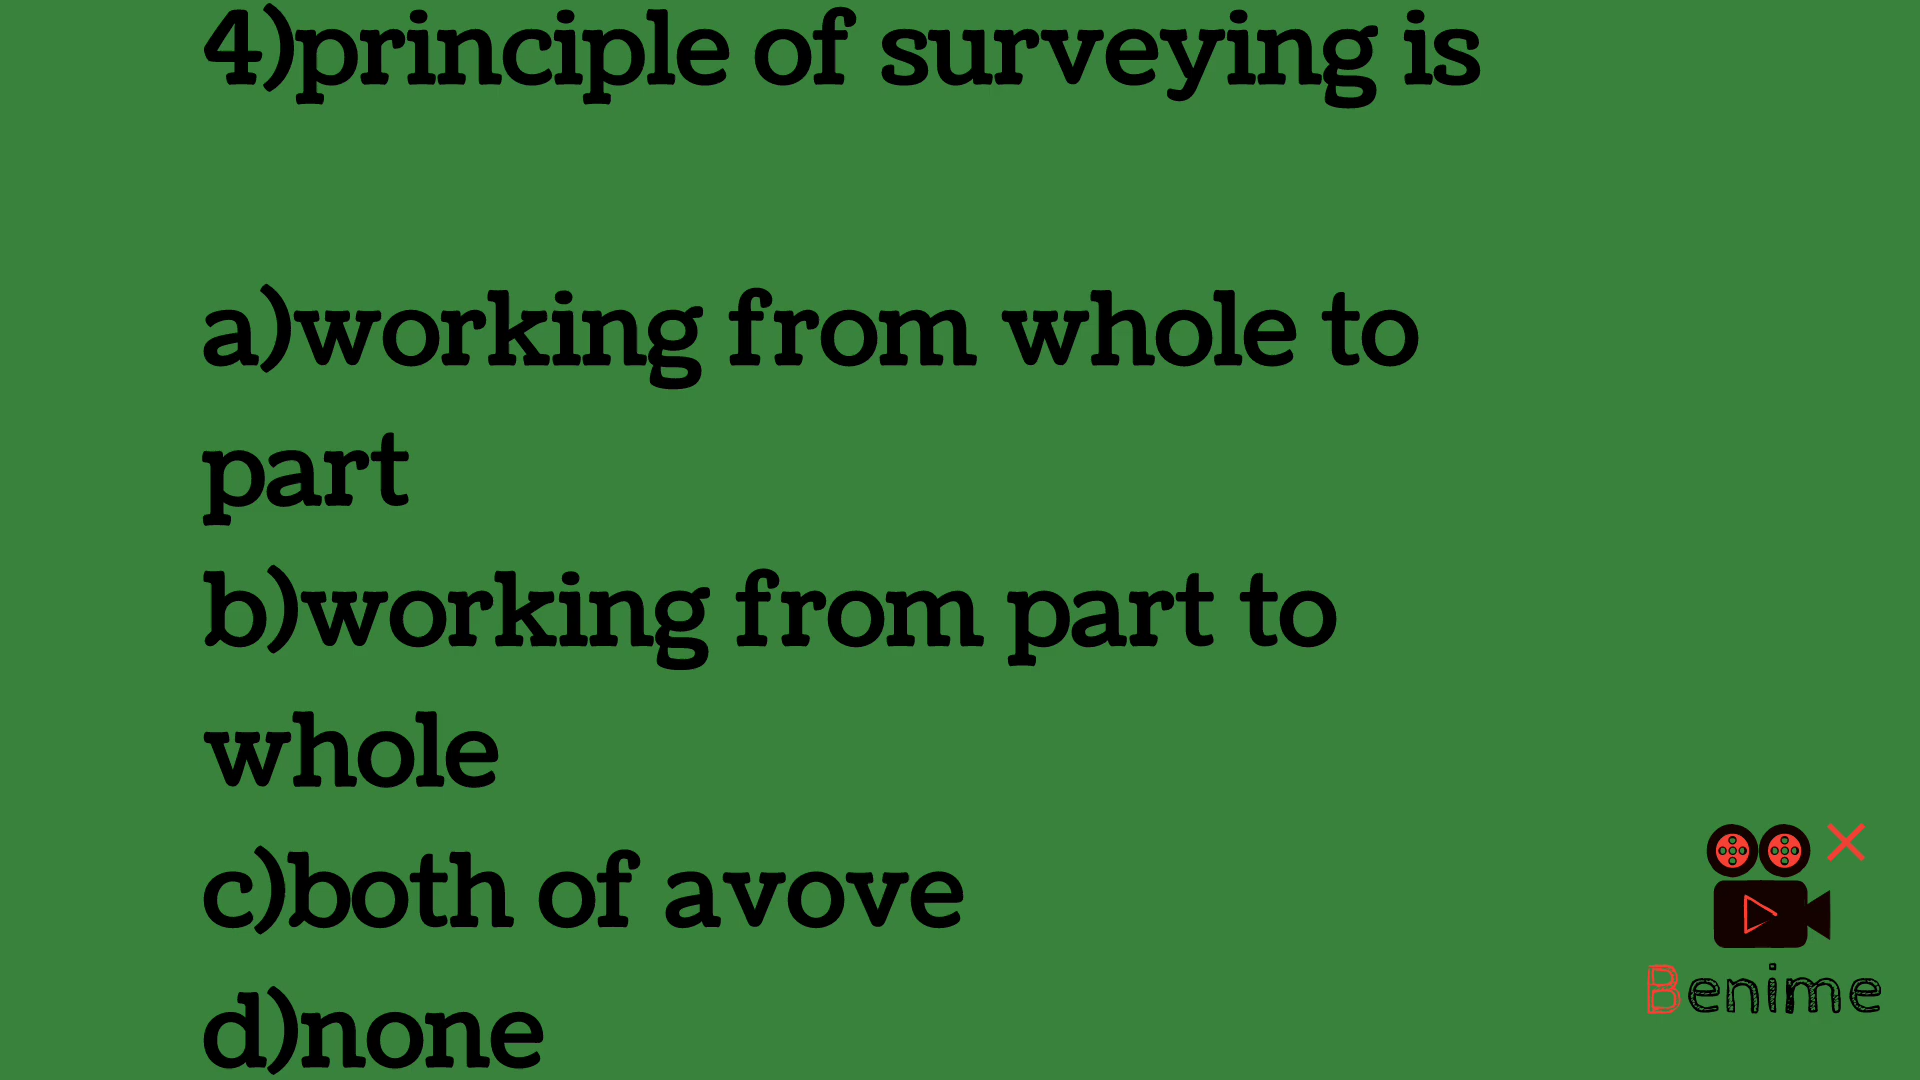 4)principle of surveying is
a)working from whole to
part
b)working from part to
whole
c)both of avove
d)none
Benime